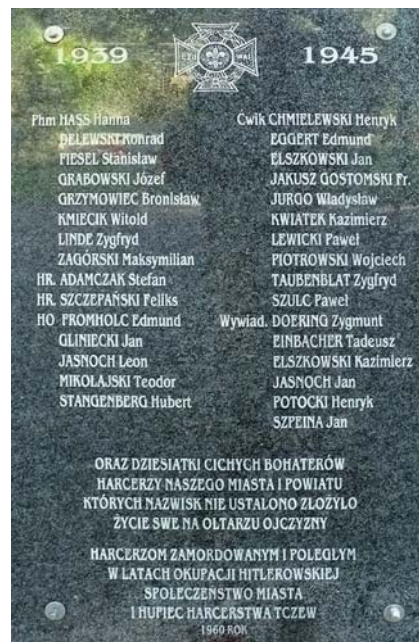 1939
CZU WAJ
1945
Phm HASS Hanna
DELEWSKI Konrad
FIESEL Stanisław
GRABOWSKI Józef
GRZYMOWIEC Bronisław
KMIECIK Witold
LINDE Zygfryd
ZAGÓRSKI Maksymilian
HR. ADAMCZAK Stefan
HR. SZCZEPAŃSKI Feliks
HO FROMHOLC Edmund
GLINIECKI Jan
JASNOCH Leon
MIKOŁAJSKI Teodor
STANGENBERG Hubert
Ćwik CHMIELEWSKI Henryk
EGGERT Edmund
ELSZKOWSKI Jan
JAKUSZ GOSTOMSKI Fr.
JURGO Władysław
KWIATEK Kazimierz
LEWICKI Paweł
PIOTROWSKI Wojciech
TAUBENBLAT Zygfryd
SZULC Paweł
Wywiad. DOERING Zygmunt
EINBACHER Tadeusz
ELSZKOWSKI Kazimierz
JASNOCH Jan
POTOCKI Henryk
SZPEINA Jan
ORAZ DZIESIĄTKI CICHYCH BOHATERÓW
HARCERZY NASZEGO MIASTA I POWIATU
KTÓRYCH NAZWISK NIE USTALONO ZŁOŻYŁO
ŻYCIE SWE NA OŁTARZU OJCZYZNY
HARCERZOM ZAMORDOWANYM I POLEGŁYM
W LATACH OKUPACJI HITLEROWSKIEJ
SPOŁECZEŃSTWO MIASTA
I HUFIEC HARCERSTWA TCZEW
1960 ROK